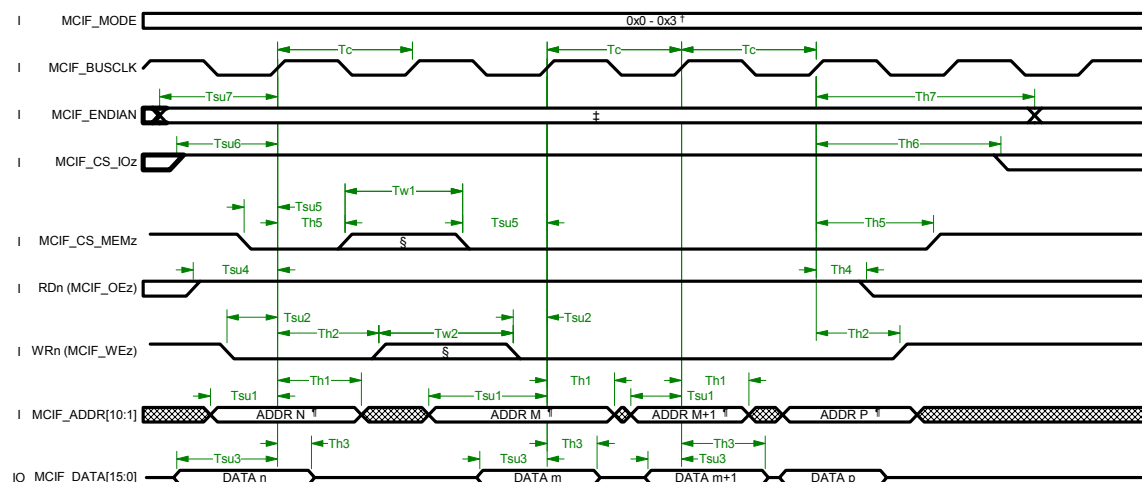 I MCIF_MODE 0x0 - 0x3 †
Tc Tc Tc
I MCIF_BUSCLK
Tsu7 Th7
I MCIF_ENDIAN ‡
Tsu6 Th6
I MCIF_CS_IOz
Tw1
Tsu5
Th5 Tsu5 Th5
I MCIF_CS_MEMz §
Tsu4 Th4
I RDn (MCIF_OEz)
Tsu2 Tsu2
Th2 Tw2 Th2
I WRn (MCIF_WEz) §
Th1 Th1 Th1
Tsu1 Tsu1 Tsu1
I MCIF_ADDR[10:1] ADDR N ¶ ADDR M ¶ ADDR M+1 ¶ ADDR P ¶
Th3 Th3 Th3
Tsu3 Tsu3 Tsu3
IO MCIF_DATA[15:0] DATA n DATA m DATA m+1 DATA p